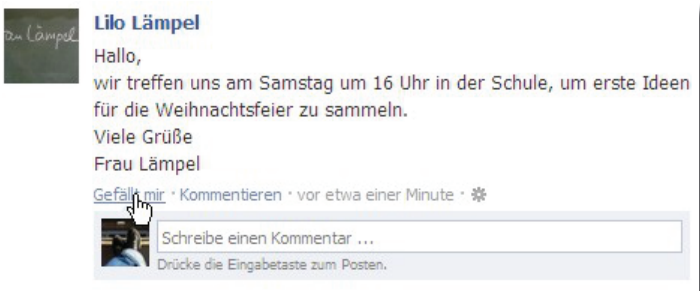 au Lämpel
Lilo Lämpel
Hallo,
wir treffen uns am Samstag um 16 Uhr in der Schule, um erste Ideen
für die Weihnachtsfeier zu sammeln.
Viele Grüße
Frau Lämpel
Gefällt mir · Kommentieren · vor etwa einer Minute ·
Schreibe einen Kommentar ...
Drücke die Eingabetaste zum Posten.